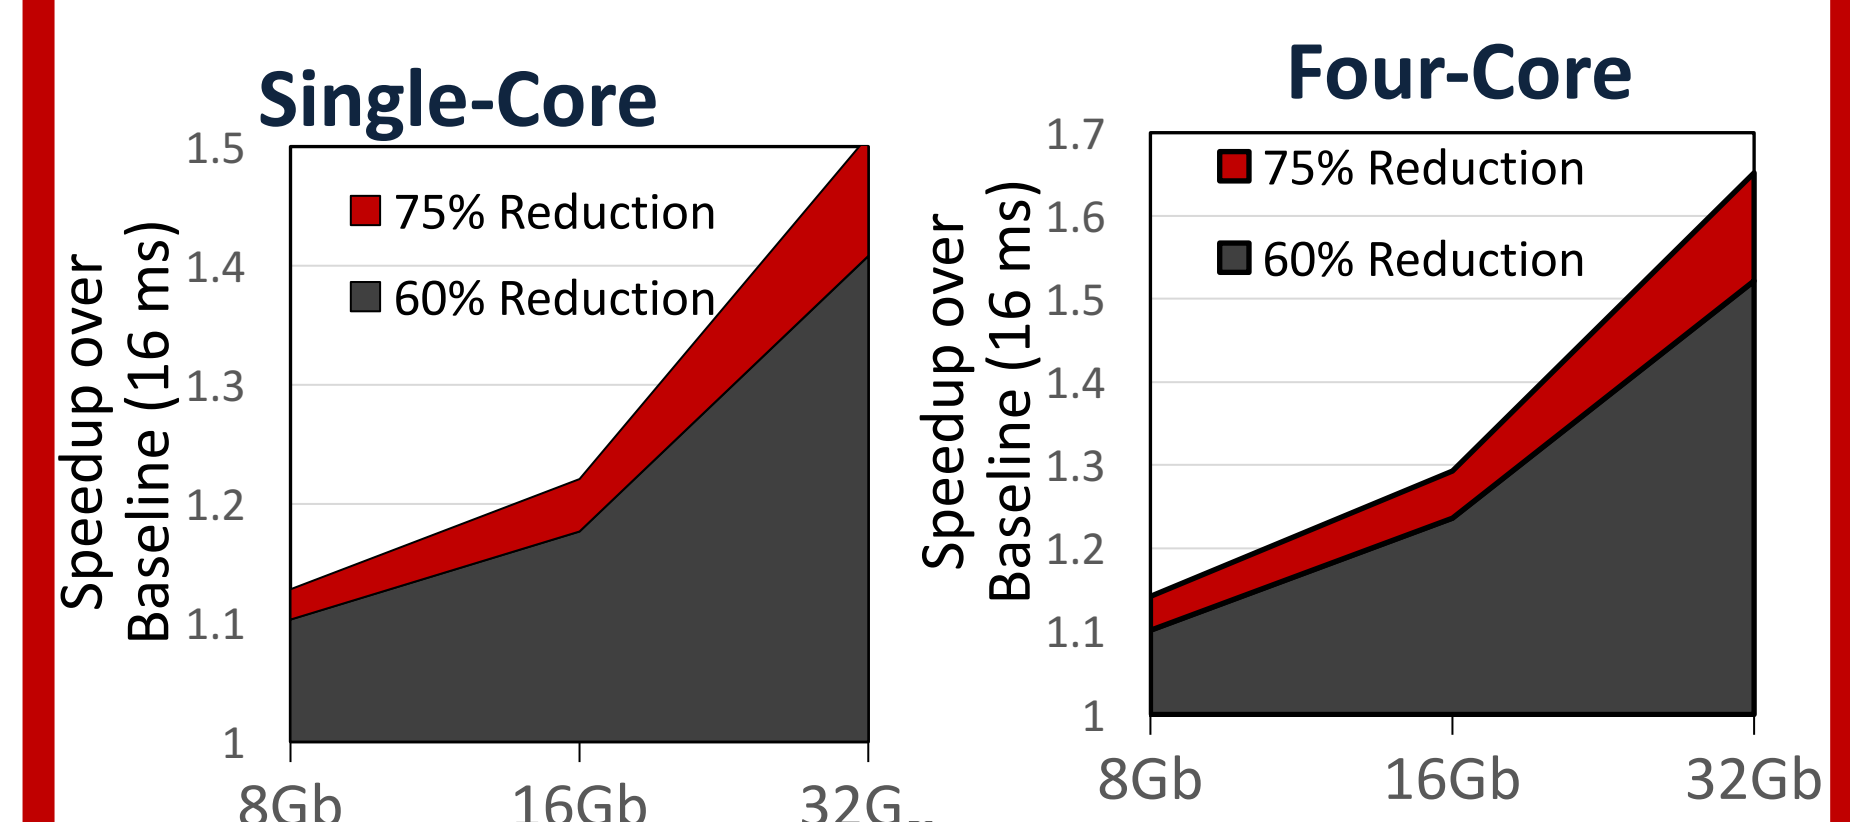 Single-Core
Speedup over
Baseline (16 ms)
1.5
1.4
1.3
1.2
1.1
1
75% Reduction
60% Reduction
8Gb
16Gb
32G..
Four-Core
Speedup over
Baseline (16 ms)
1.7
1.6
1.5
1.4
1.3
1.2
1.1
1
75% Reduction
60% Reduction
8Gb
16Gb
32Gb